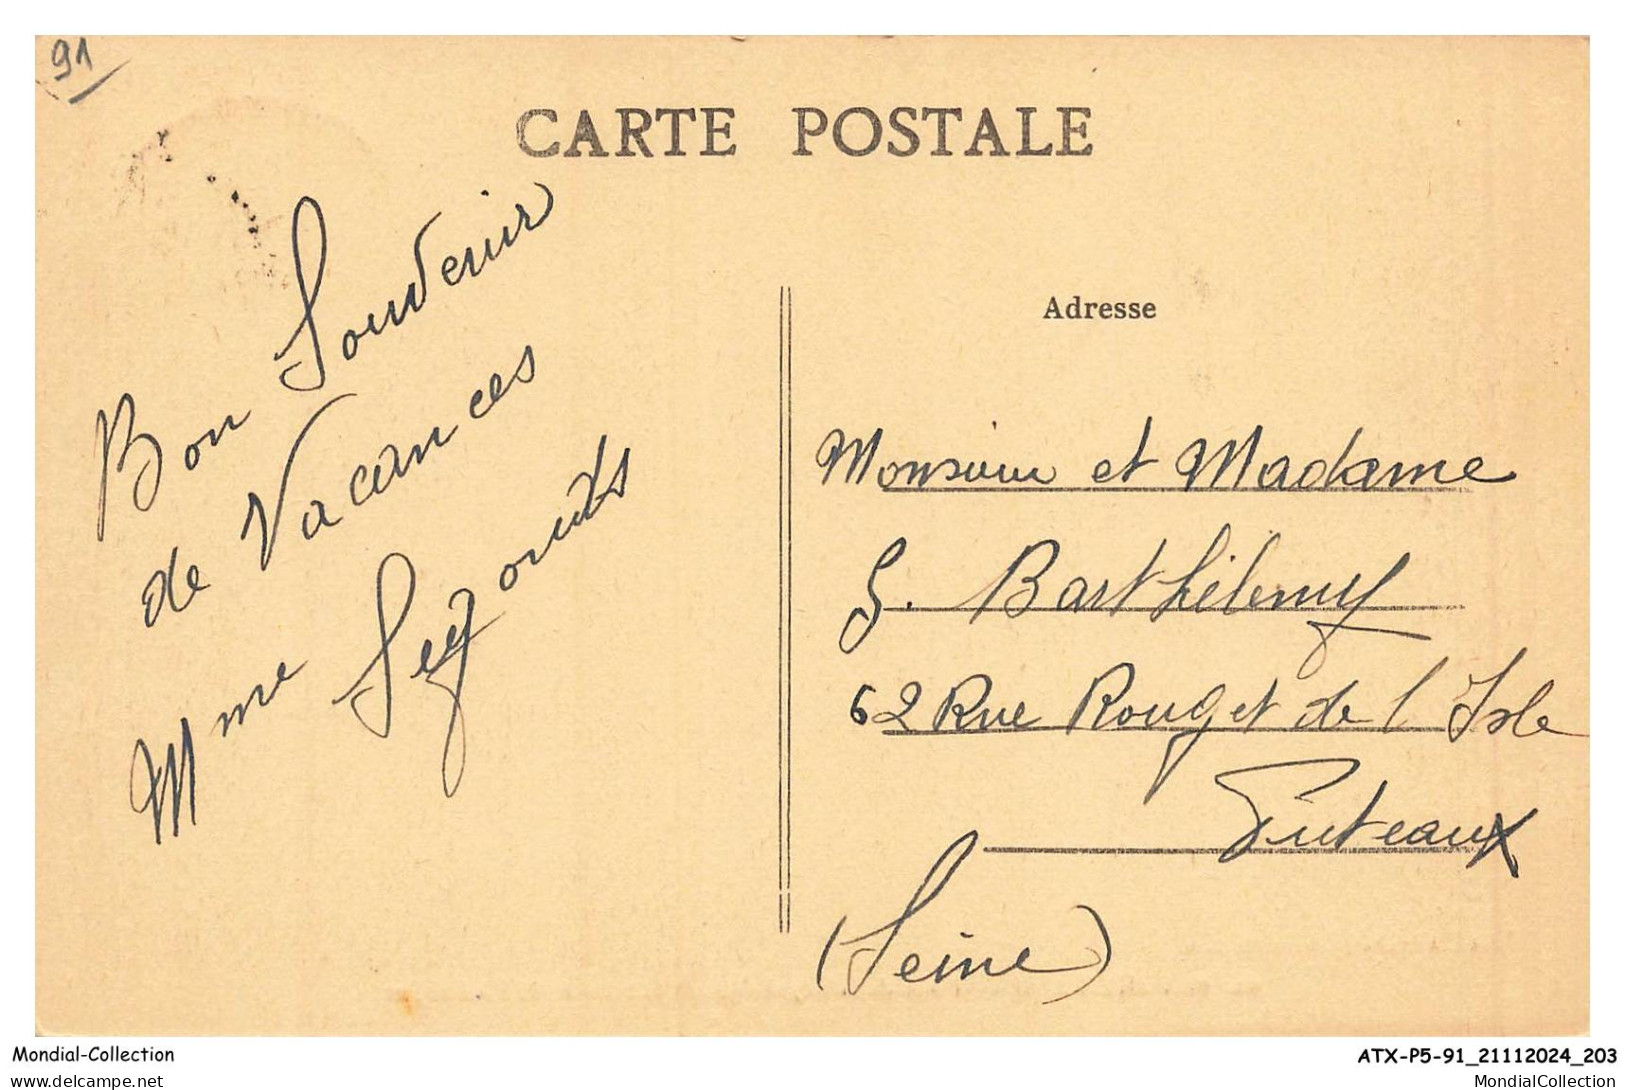 91
CARTE POSTALE
Bon Souvenir
de Vacances
Mme
Adresse
Monsieur et Madame
Barthélemy
62 Rue Rouget de l Isle
Puteaux
(Seine)
Mondial-Collection
ATX-P5-91_21112024_203
www.delcampe.net
MondialCollection